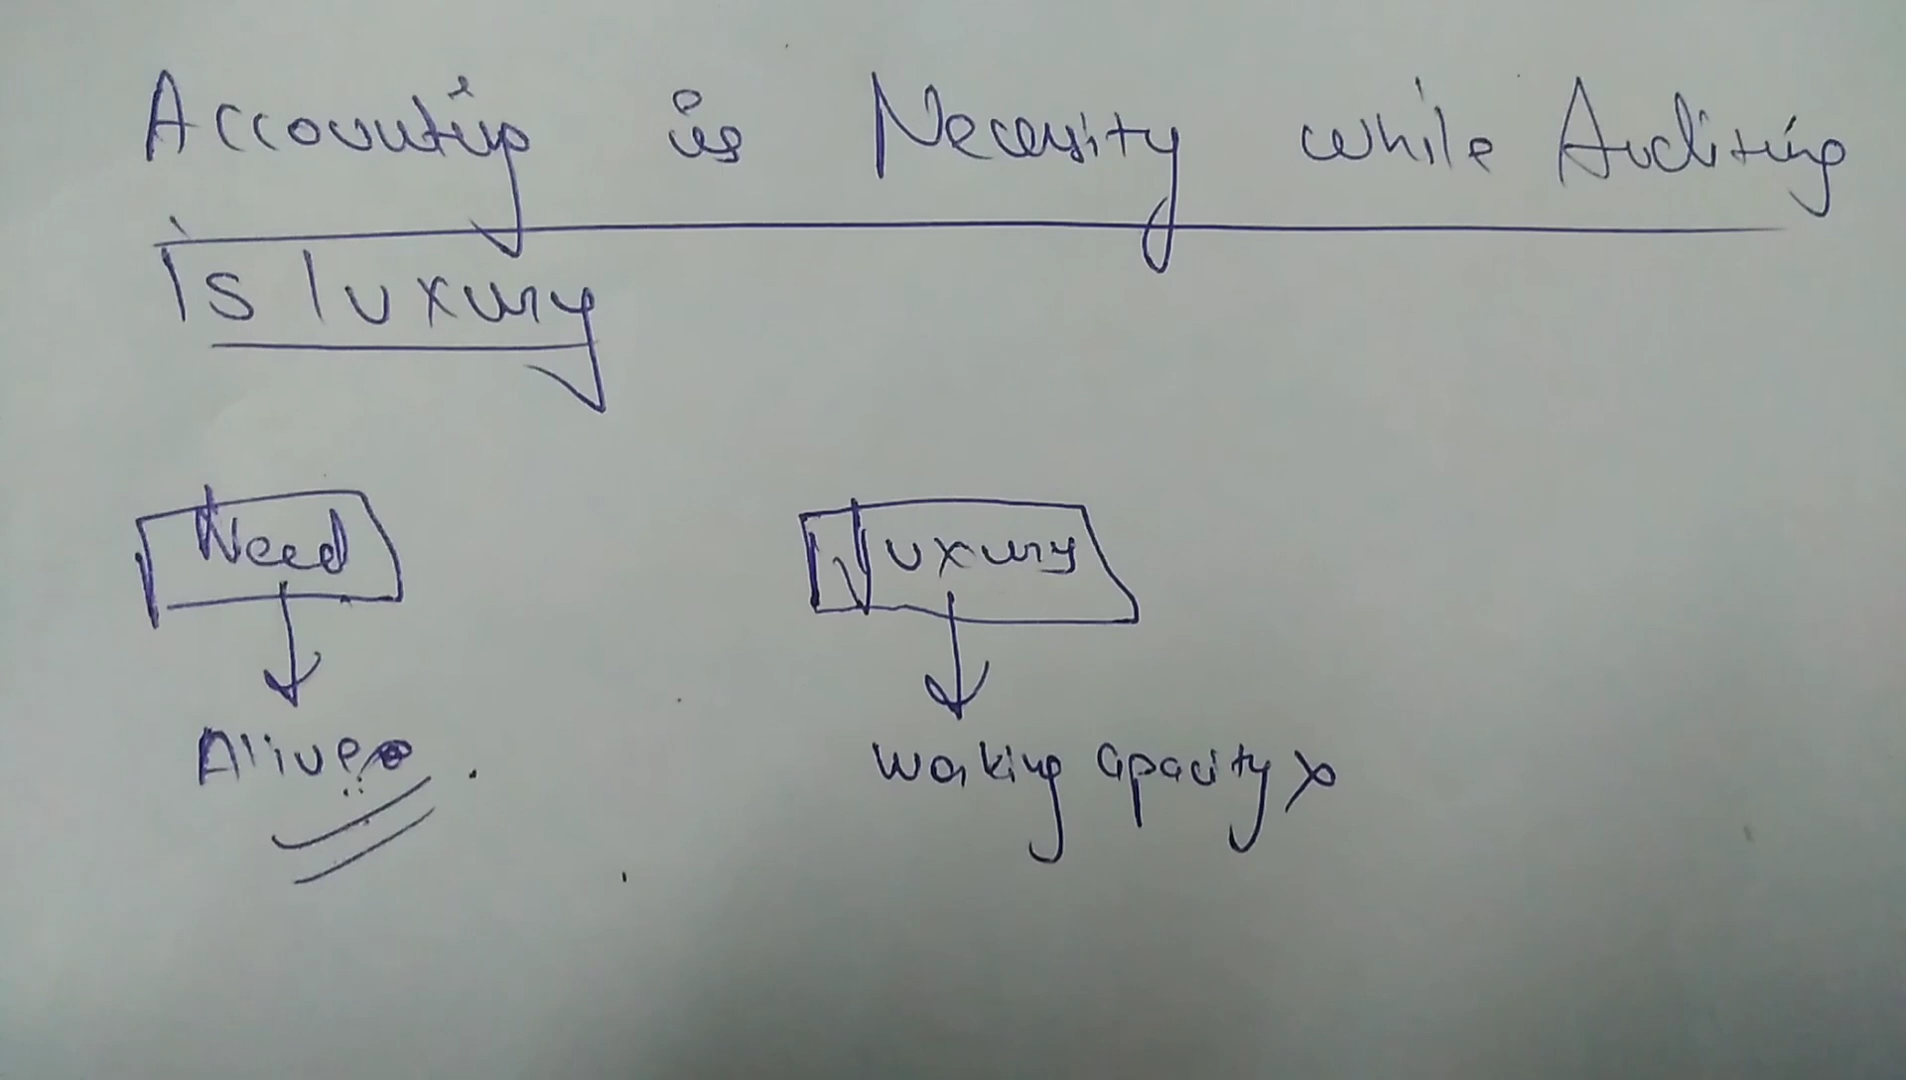 Accounting is Necessity while Auditing
is luxury
Need
Luxury
Alive
Working Capacity